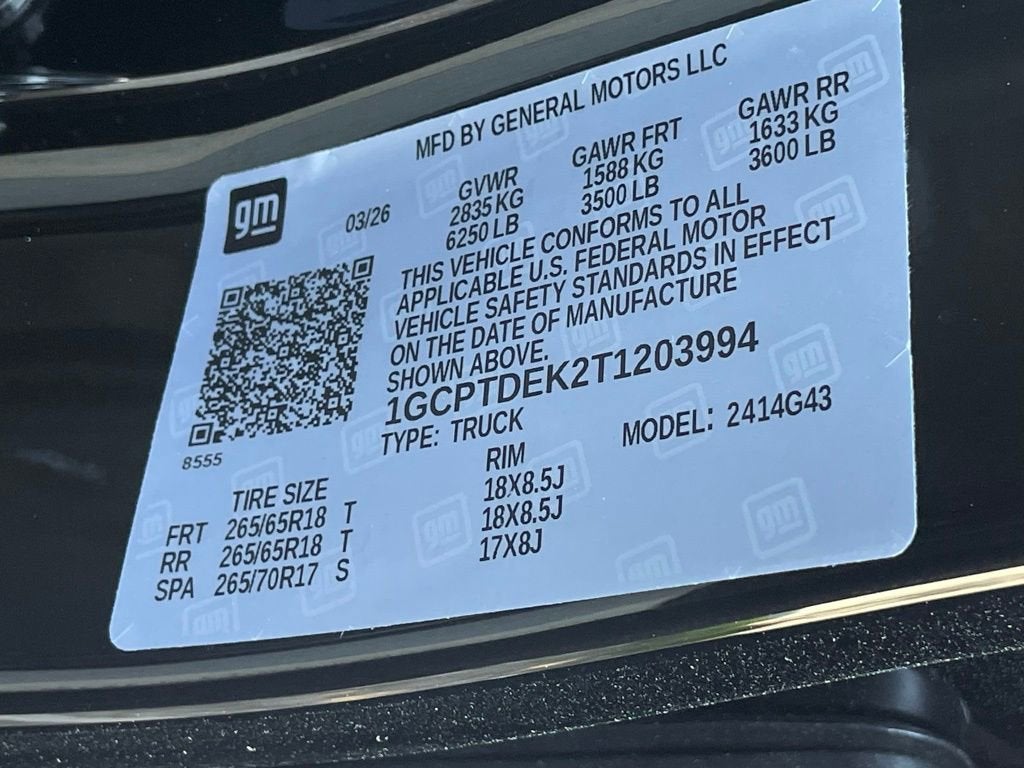 MFD BY GENERAL MOTORS LLC
gm
03/26
GVWR GAWR FRT GAWR RR
2835 KG 1588 KG 1633 KG
6250 LB 3500 LB 3600 LB
THIS VEHICLE CONFORMS TO ALL
APPLICABLE U.S. FEDERAL MOTOR
VEHICLE SAFETY STANDARDS IN EFFECT
ON THE DATE OF MANUFACTURE
SHOWN ABOVE.
1GCPTDEK2T1203994
TYPE: TRUCK MODEL: 2414G43
8555
TIRE SIZE RIM
FRT 265/65R18 T 18X8.5J
RR 265/65R18 T 18X8.5J
SPA 265/70R17 S 17X8J